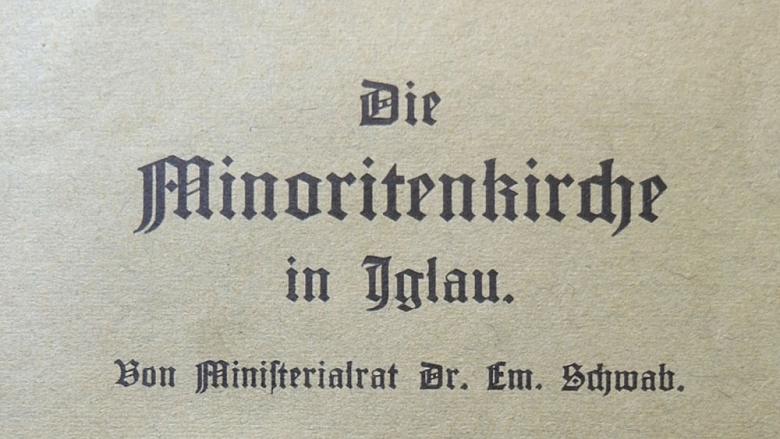 Die
Minoritenkirche
in Iglau.
Von Ministerialrat Dr. Em. Schwab.